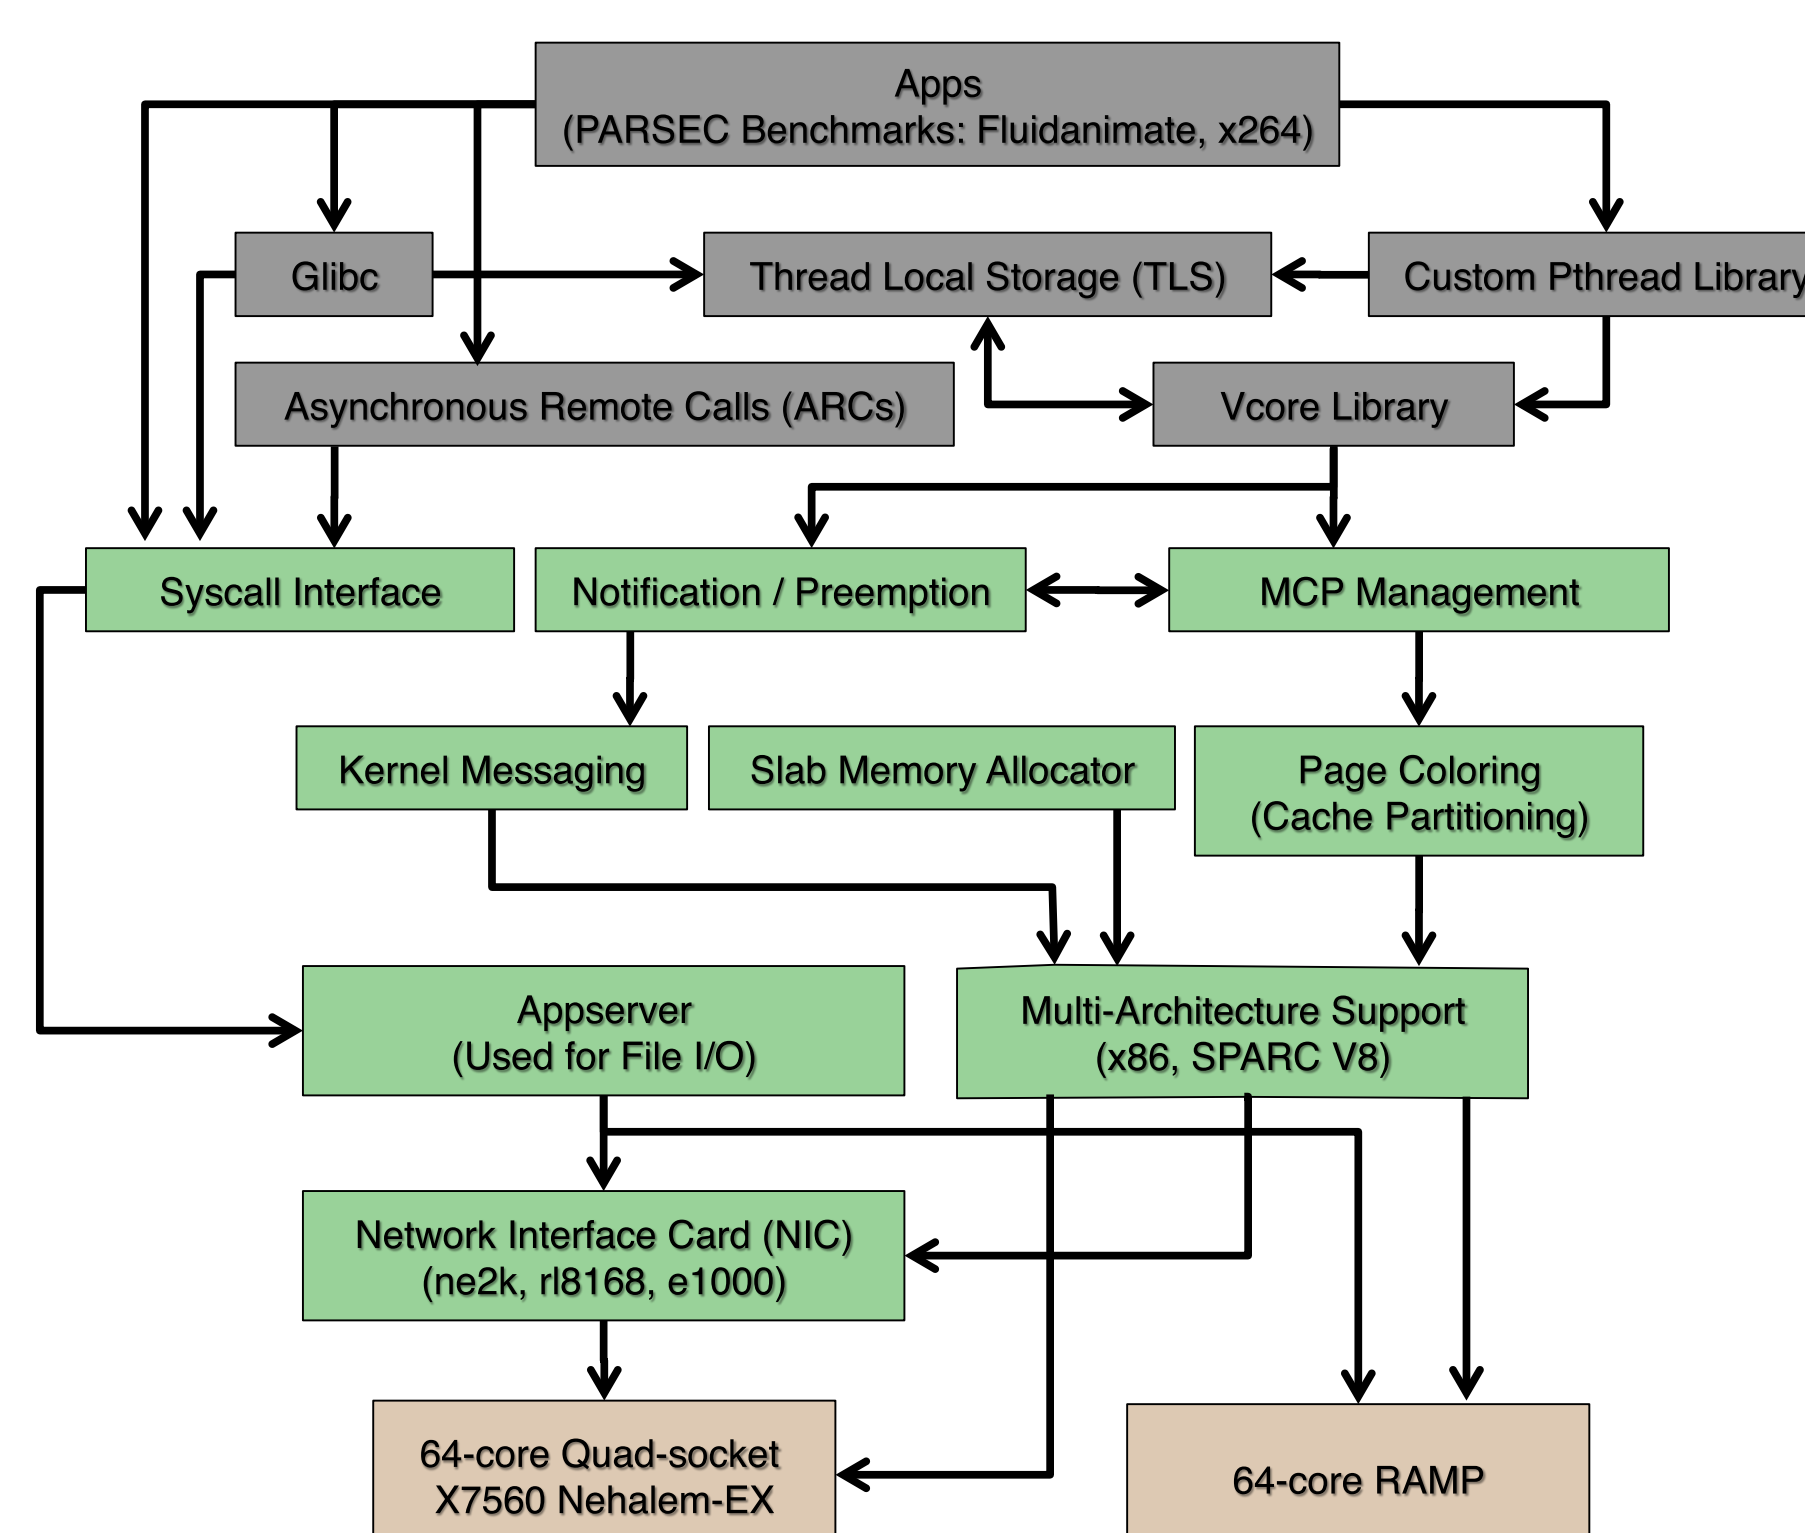 Apps
(PARSEC Benchmarks: Fluidanimate, x264)
Glibc
Thread Local Storage (TLS)
Custom Pthread Library
Asynchronous Remote Calls (ARCs)
Vcore Library
Syscall Interface
Notification / Preemption
MCP Management
Kernel Messaging
Slab Memory Allocator
Page Coloring
(Cache Partitioning)
Appserver
(Used for File I/O)
Multi-Architecture Support
(x86, SPARC V8)
Network Interface Card (NIC)
(ne2k, rl8168, e1000)
64-core Quad-socket
X7560 Nehalem-EX
64-core RAMP